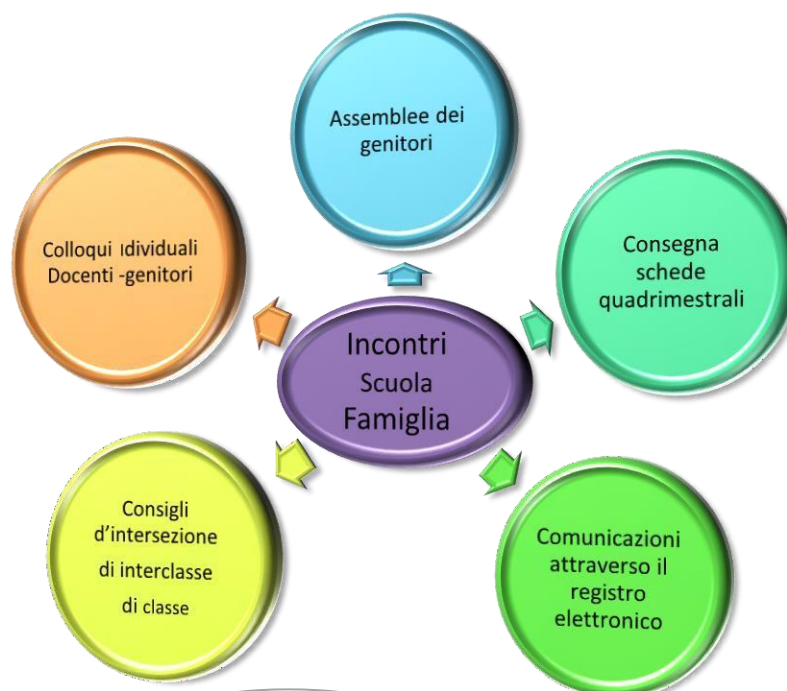 Assemblee dei
genitori
Colloqui ıdividuali
Docenti -genitori
Consegna
schede
quadrimestrali
Incontri
Scuola
Famiglia
Consigli
d’intersezione
di interclasse
di classe
Comunicazioni
attraverso il
registro
elettronico